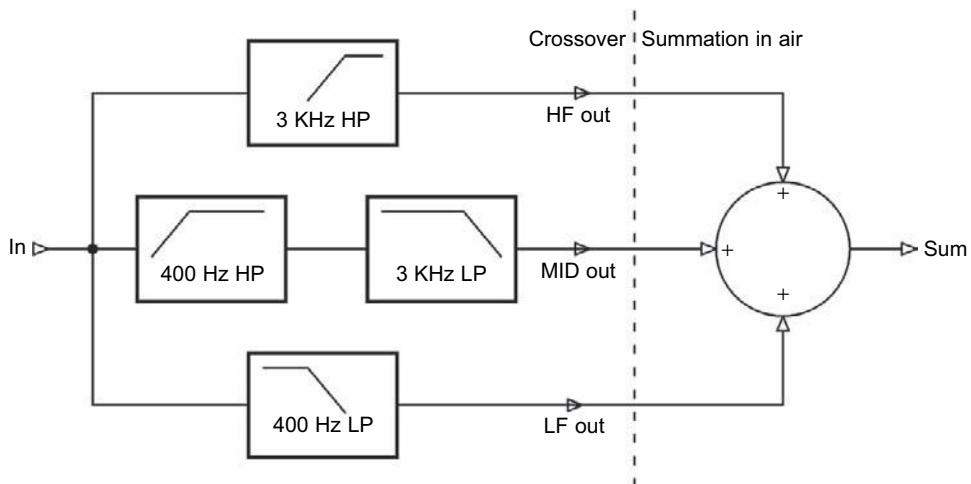 Crossover Summation in air
3 KHz HP
HF out
+
In
400 Hz HP
3 KHz LP
MID out
+
Sum
+
400 Hz LP
LF out